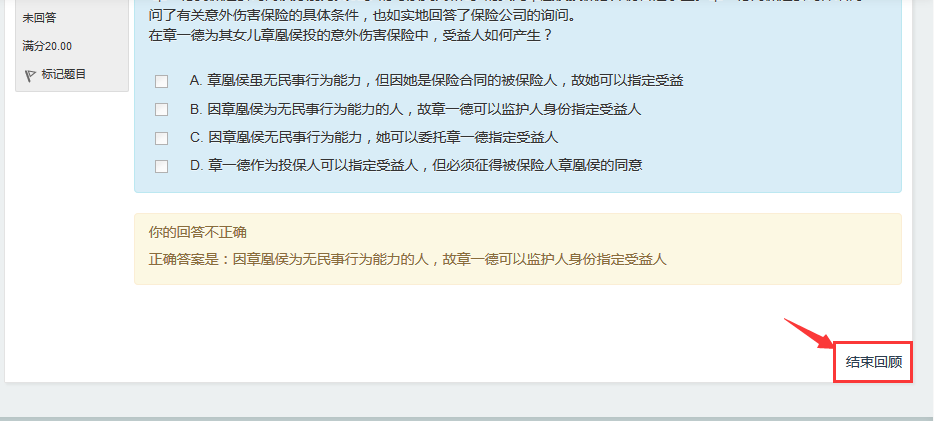 未回答
满分20.00
标记题目
问了有关意外伤害保险的具体条件，也如实地回答了保险公司的询问。
在章一德为其女儿章凰侯投的意外伤害保险中，受益人如何产生？
A. 章凰侯虽无民事行为能力，但因她是保险合同的被保险人，故她可以指定受益
B. 因章凰侯为无民事行为能力的人，故章一德可以监护人身份指定受益人
C. 因章凰侯无民事行为能力，她可以委托章一德指定受益人
D. 章一德作为投保人可以指定受益人，但必须征得被保险人章凰侯的同意
你的回答不正确
正确答案是：因章凰侯为无民事行为能力的人，故章一德可以监护人身份指定受益人
结束回顾